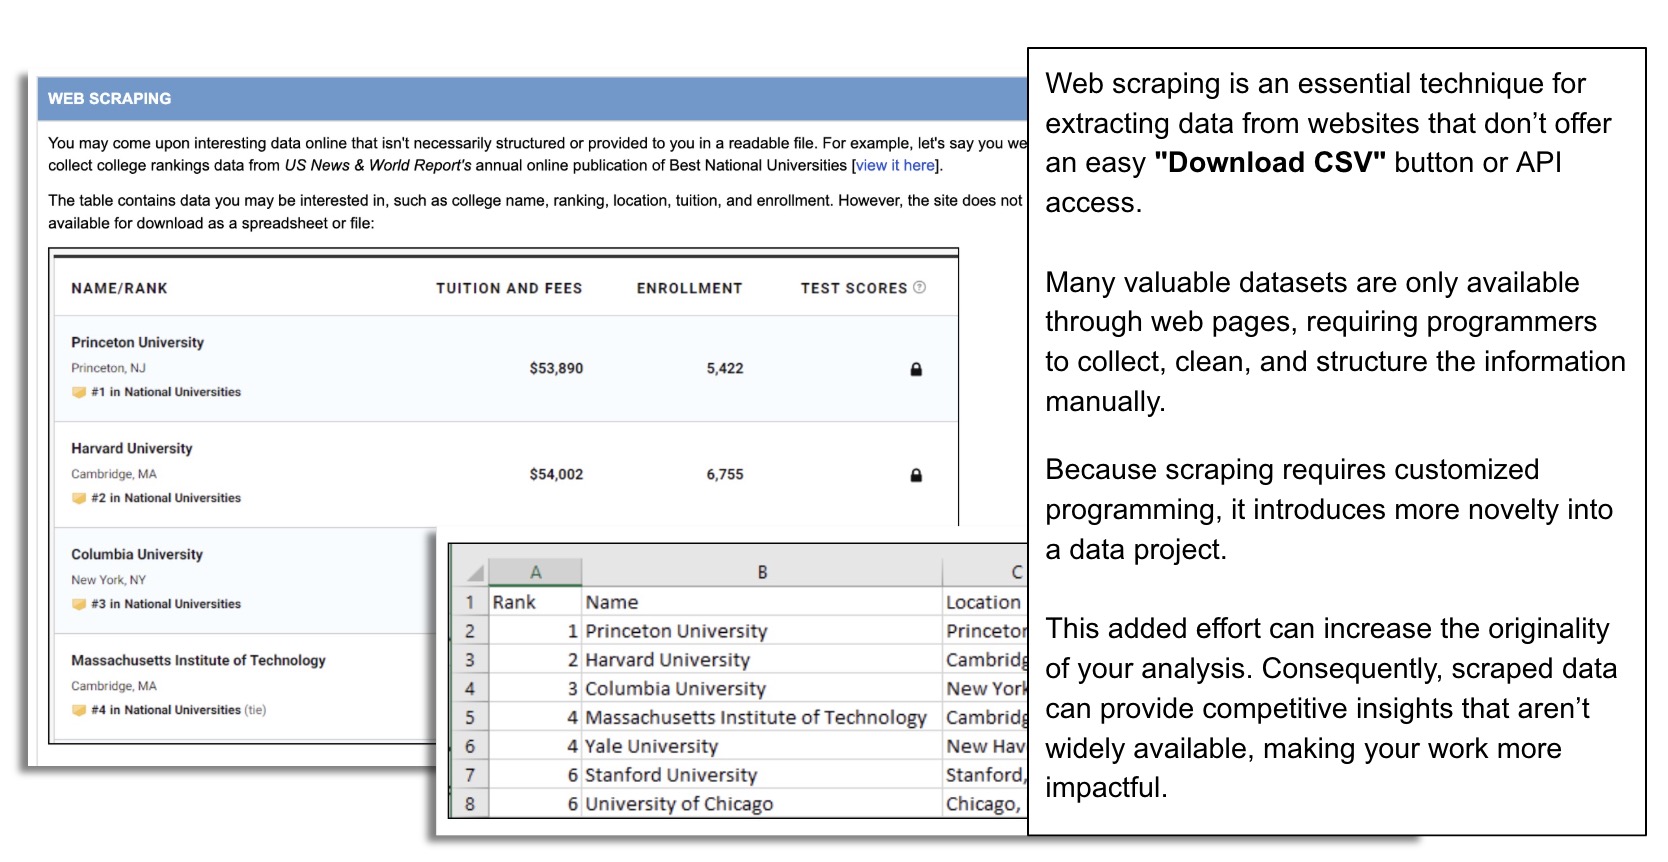 WEB SCRAPING
You may come upon interesting data online that isn't necessarily structured or provided to you in a readable file. For example, let's say you we
collect college rankings data from US News & World Report's annual online publication of Best National Universities [view it here].
The table contains data you may be interested in, such as college name, ranking, location, tuition, and enrollment. However, the site does not
available for download as a spreadsheet or file:
NAME/RANK TUITION AND FEES ENROLLMENT TEST SCORES ?
Princeton University
Princeton, NJ $53,890 5,422
#1 in National Universities
Harvard University
Cambridge, MA $54,002 6,755
#2 in National Universities
Columbia University
New York, NY
#3 in National Universities
Massachusetts Institute of Technology
Cambridge, MA
#4 in National Universities (tie)
A B C
1 Rank Name Location
2 1 Princeton University Princeton
3 2 Harvard University Cambridg
4 3 Columbia University New York
5 4 Massachusetts Institute of Technology Cambridg
6 4 Yale University New Hav
7 6 Stanford University Stanford,
8 6 University of Chicago Chicago,
Web scraping is an essential technique for
extracting data from websites that don’t offer
an easy "Download CSV" button or API
access.
Many valuable datasets are only available
through web pages, requiring programmers
to collect, clean, and structure the information
manually.
Because scraping requires customized
programming, it introduces more novelty into
a data project.
This added effort can increase the originality
of your analysis. Consequently, scraped data
can provide competitive insights that aren’t
widely available, making your work more
impactful.